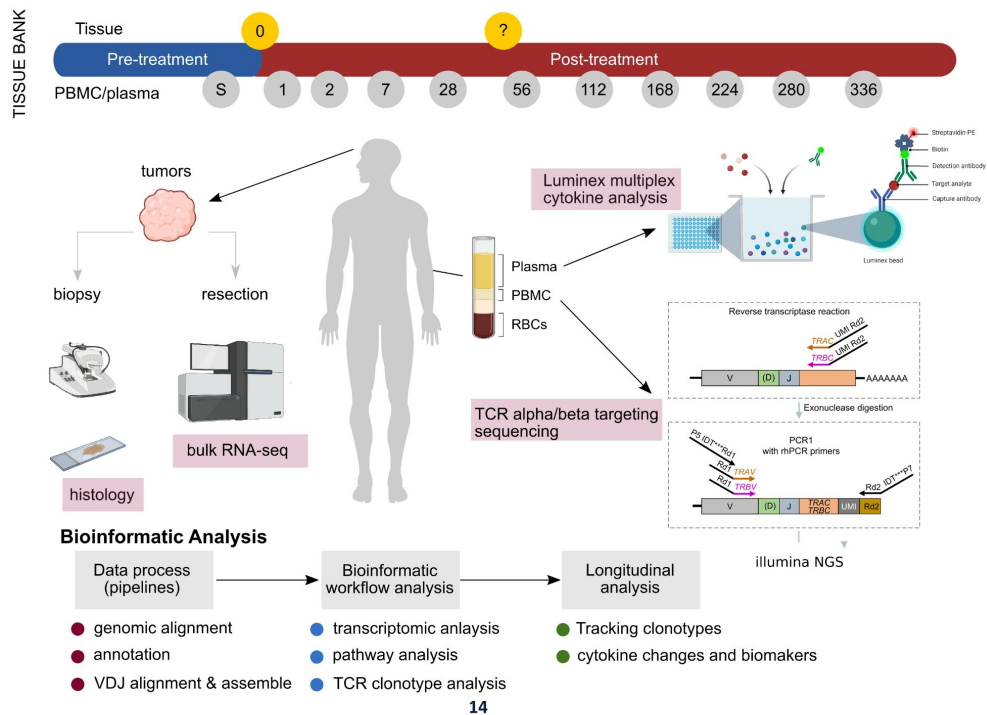 TISSUE BANK
Tissue
0
?
Pre-treatment
Post-treatment
PBMC/plasma
S
1
2
7
28
56
112
168
224
280
336
tumors
biopsy
resection
bulk RNA-seq
histology
Plasma
PBMC
RBCs
Luminex multiplex
cytokine analysis
Streptavidin-PE
Biotin
Detection antibody
Target analyte
Capture antibody
Luminex bead
TCR alpha/beta targeting
sequencing
Reverse transcriptase reaction
TRAC UMI Rd2
TRBC UMI Rd2
V (D) J AAAAAAA
Exonuclease digestion
PCR1
with rhPCR primers
P5 IDT***Rd1
Rd1 TRAV
Rd1 TRBV
Rd2 IDT***P7
V (D) J TRAC TRBC UMI Rd2
illumina NGS
Bioinformatic Analysis
Data process
(pipelines)
Bioinformatic
workflow analysis
Longitudinal
analysis
genomic alignment
annotation
VDJ alignment & assemble
transcriptomic anlaysis
pathway analysis
TCR clonotype analysis
Tracking clonotypes
cytokine changes and biomakers
14